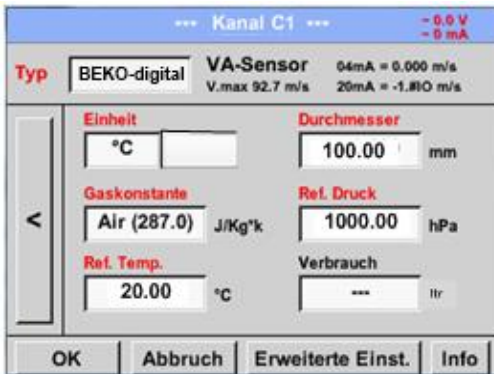 --- Kanal C1 ---
~ 0.0 V
~ 0 mA
Typ BEKO-digital VA-Sensor 04mA = 0.000 m/s
V.max 92.7 m/s 20mA = -1.#IO m/s
Einheit Durchmesser
°C 100.00 mm
Gaskonstante Ref. Druck
< Air (287.0) J/Kg*k 1000.00 hPa
Ref. Temp. Verbrauch
20.00 °C --- ltr
OK Abbruch Erweiterte Einst. Info